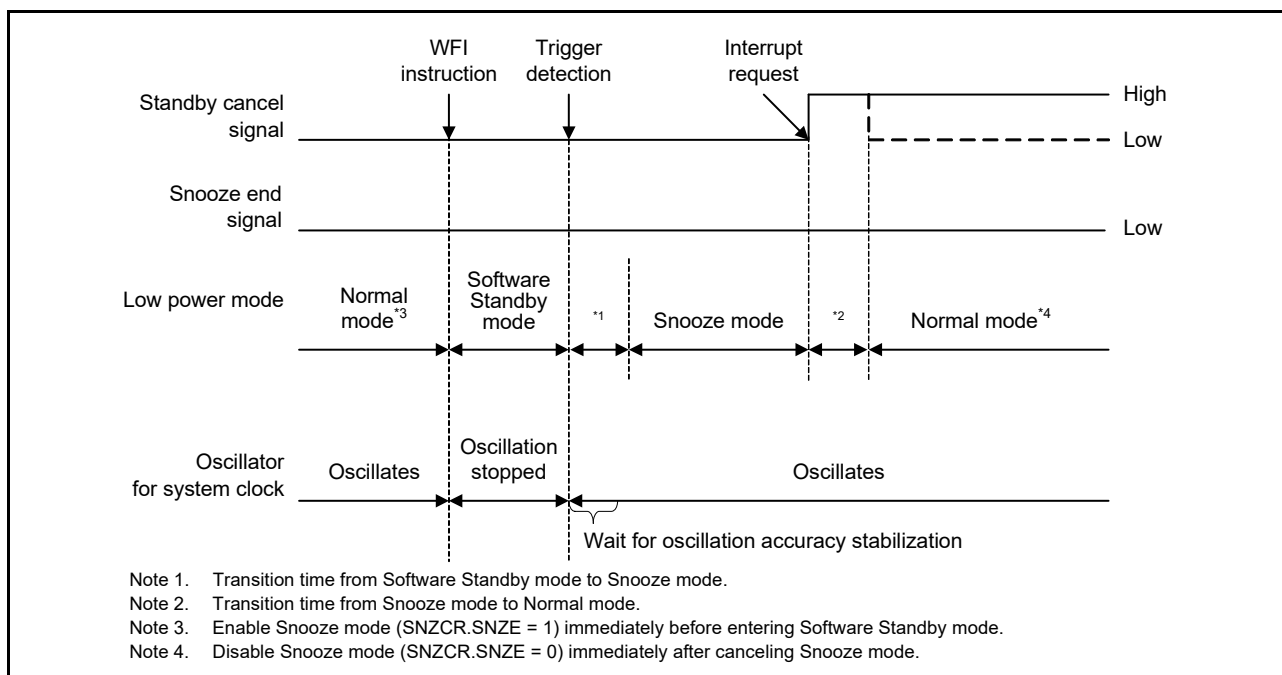 WFI
instruction
Trigger
detection
Interrupt
request
Standby cancel
signal
High
Low
Snooze end
signal
Low
Low power mode
Normal
mode*3
Software
Standby
mode
*1
Snooze mode
*2
Normal mode*4
Oscillator
for system clock
Oscillates
Oscillation
stopped
Oscillates
Wait for oscillation accuracy stabilization
Note 1. Transition time from Software Standby mode to Snooze mode.
Note 2. Transition time from Snooze mode to Normal mode.
Note 3. Enable Snooze mode (SNZCR.SNZE = 1) immediately before entering Software Standby mode.
Note 4. Disable Snooze mode (SNZCR.SNZE = 0) immediately after canceling Snooze mode.